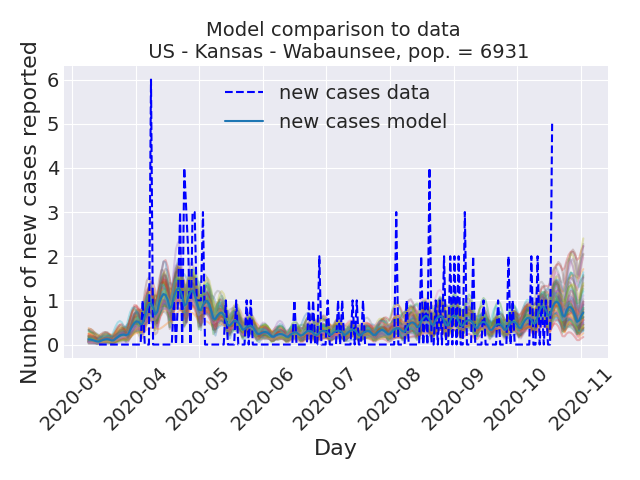 Model comparison to data
US - Kansas - Wabaunsee, pop. = 6931
Number of new cases reported
6
5
4
3
2
1
0
new cases data
new cases model
2020-03
2020-04
2020-05
2020-06
2020-07
2020-08
2020-09
2020-10
2020-11
Day